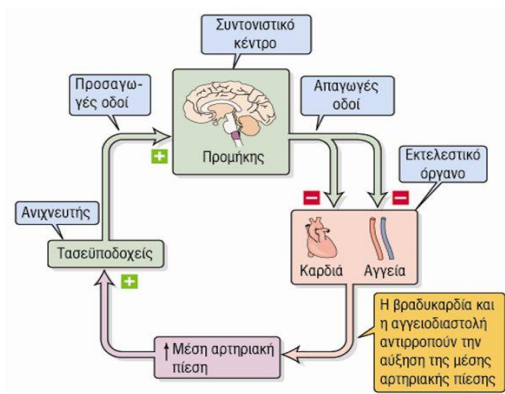 Συντονιστικό
κέντρο
Προσαγω-
γές οδοί
Απαγωγές
οδοί
Προμήκης
Εκτελεστικό
όργανο
Ανιχνευτής
Τασεϋποδοχείς
Καρδιά
Αγγεία
Η βραδυκαρδία και
η αγγειοδιαστολή
αντιρροπούν την
αύξηση της μέσης
αρτηριακής πίεσης
↑ Μέση αρτηριακή
πίεση